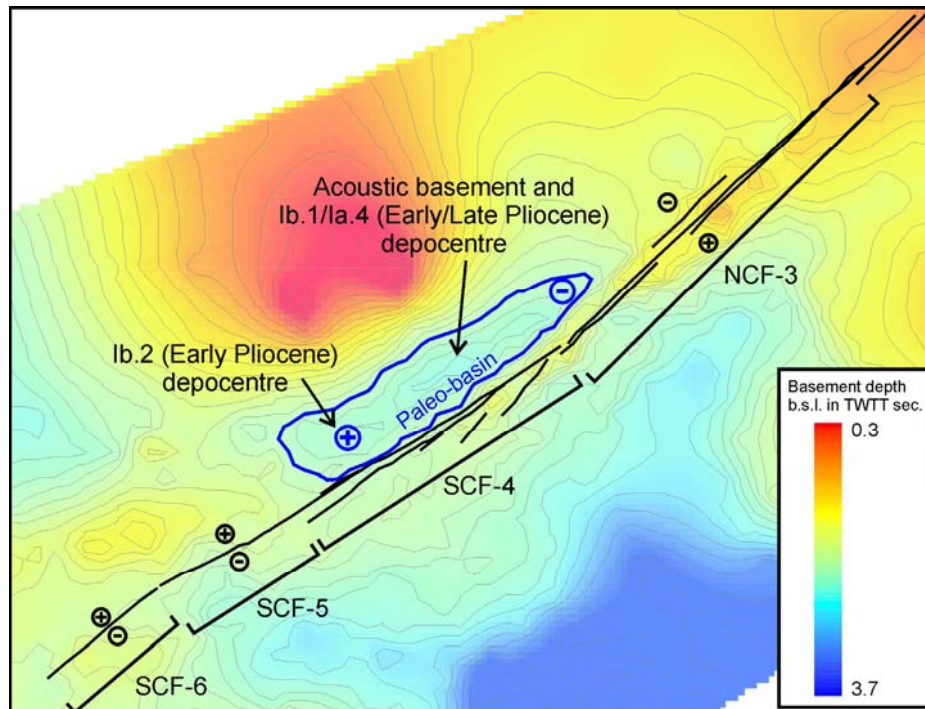 Acoustic basement and
Ib.1/Ia.4 (Early/Late Pliocene)
depocentre
Ib.2 (Early Pliocene)
depocentre
Paleo-basin
NCF-3
SCF-4
SCF-5
SCF-6
Basement depth
b.s.l. in TWTT sec.
0.3
3.7